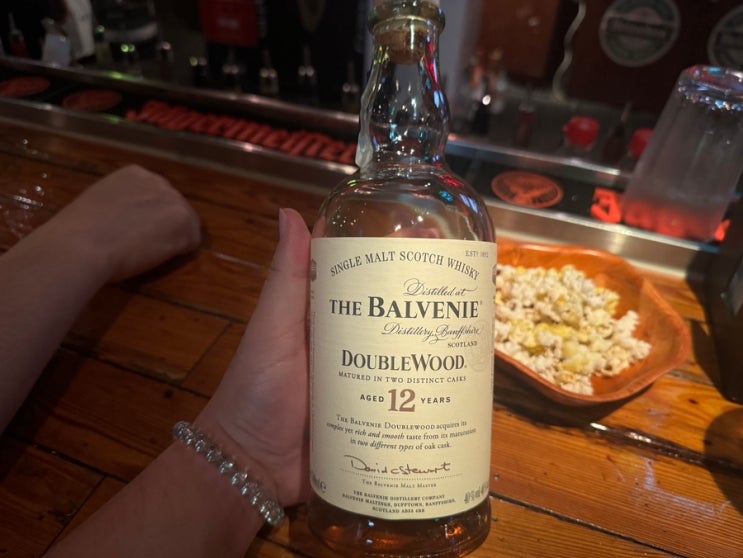 Jägermeister
ESTD 1892
SINGLE MALT SCOTCH WHISKY
Distilled at
THE BALVENIE
Distillery Banffshire
SCOTLAND
DOUBLEWOOD
MATURED IN TWO DISTINCT CASKS
AGED 12 YEARS
THE BALVENIE DOUBLEWOOD acquires its
complex yet rich and smooth taste from its maturation
in two different types of oak cask.
David C Stewart
THE BALVENIE MALT MASTER
THE BALVENIE DISTILLERY COMPANY
BALVENIE MALTINGS, DUFFTOWN, BANFFSHIRE,
SCOTLAND AB55 4BB
40%